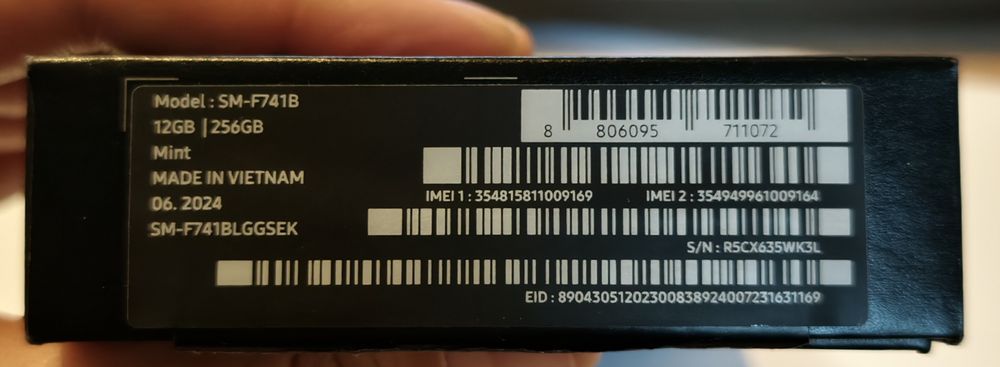 Model : SM-F741B
12GB | 256GB
Mint
MADE IN VIETNAM
06. 2024
SM-F741BLGGSEK
8 806095 711072
IMEI 1 : 354815811009169 IMEI 2 : 354949961009164
S/N : R5CX635WK3L
EID : 89043051202300838924007231631169